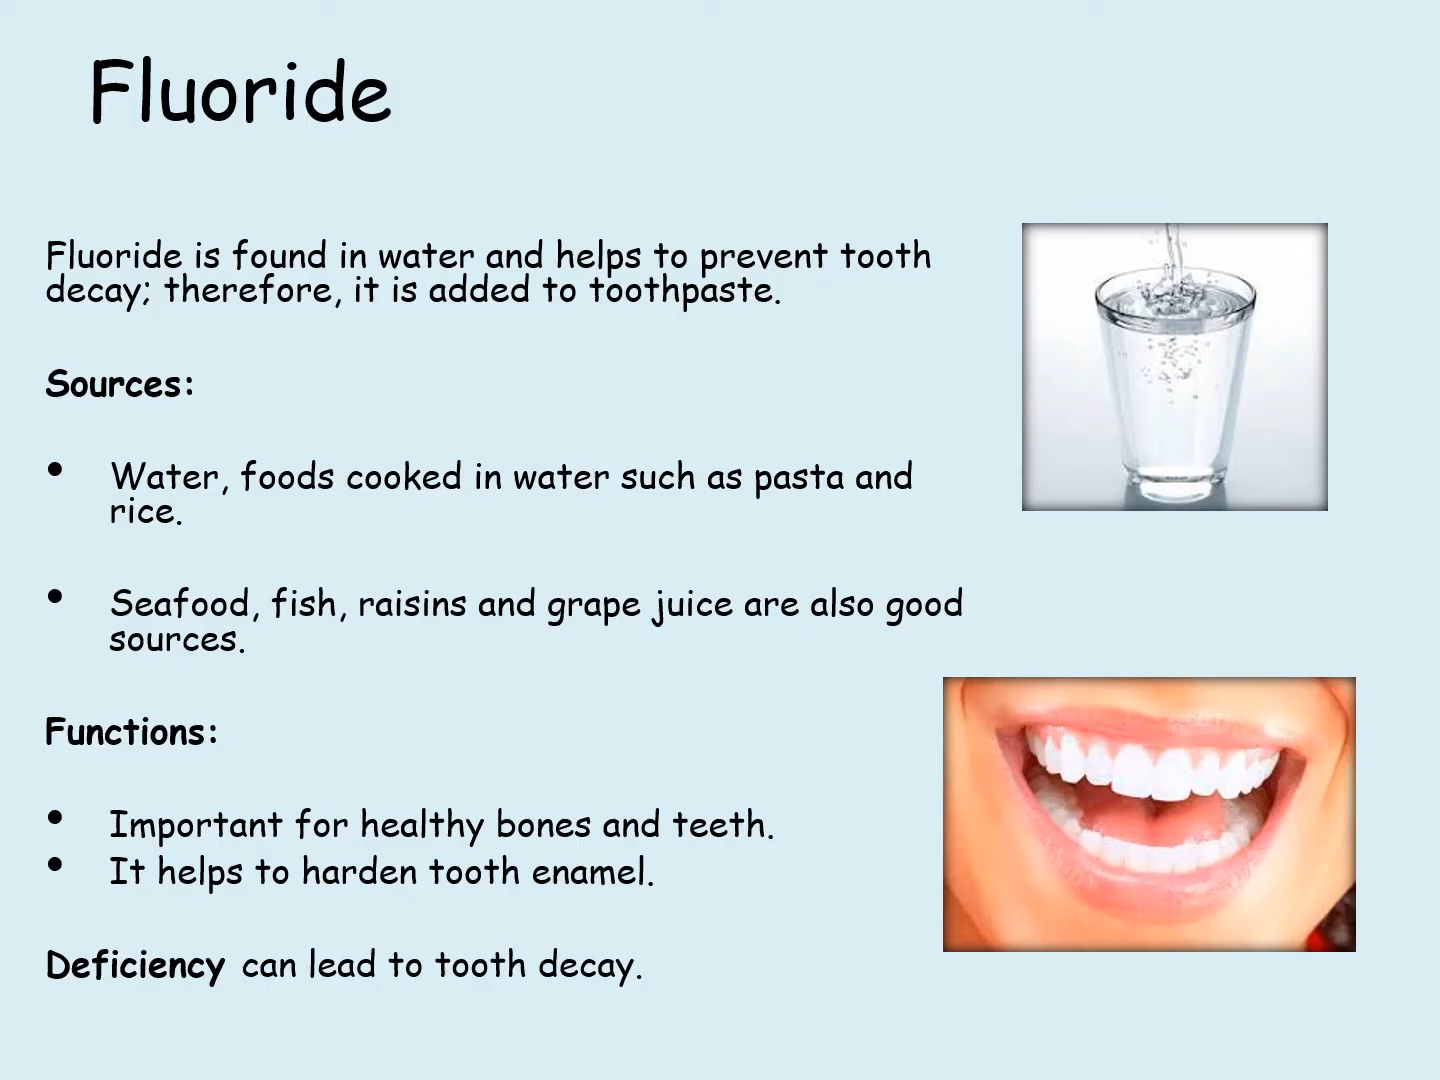 Fluoride
Fluoride is found in water and helps to prevent tooth
decay; therefore, it is added to toothpaste.
Sources:
• Water, foods cooked in water such as pasta and
rice.
• Seafood, fish, raisins and grape juice are also good
sources.
Functions:
• Important for healthy bones and teeth.
• It helps to harden tooth enamel.
Deficiency can lead to tooth decay.